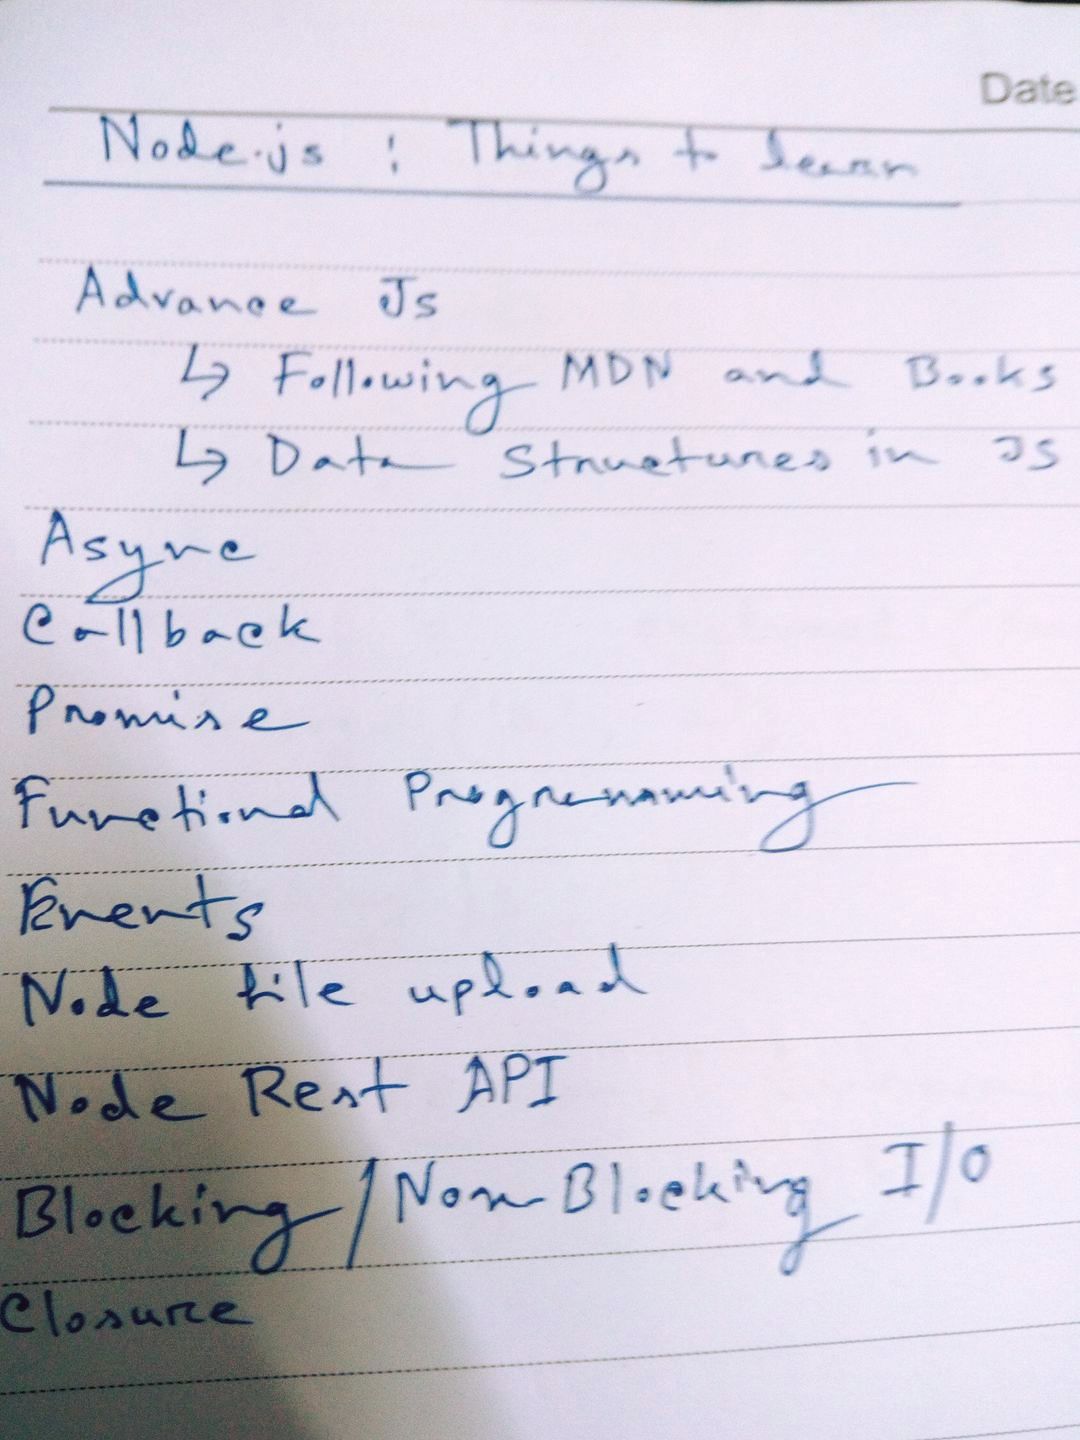 Date
Node.js : Things to learn
Advance Js
↳ Following MDN and Books
↳ Data Structures in JS
Async
Callback
Promise
Functional Programming
Events
Node file upload
Node Rest API
Blocking/Non Blocking I/O
Closure